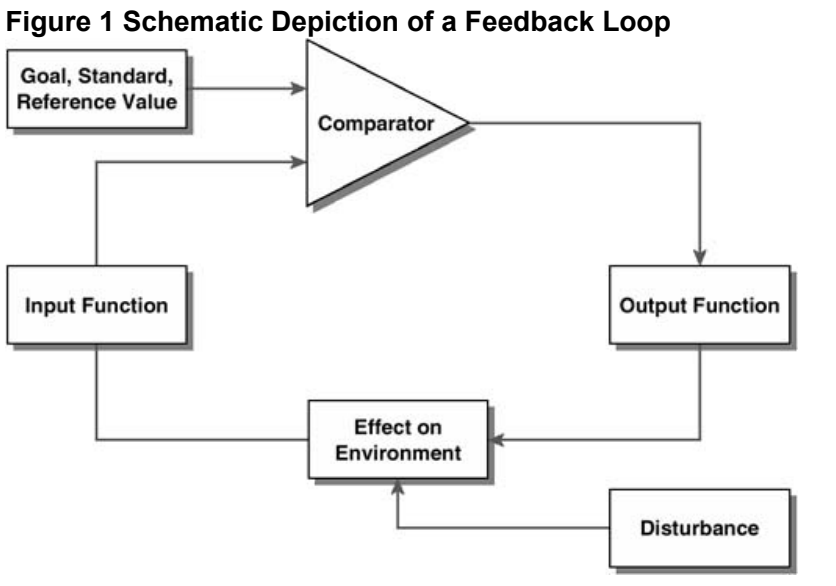 Figure 1 Schematic Depiction of a Feedback Loop
Goal, Standard,
Reference Value
Comparator
Input Function
Output Function
Effect on
Environment
Disturbance